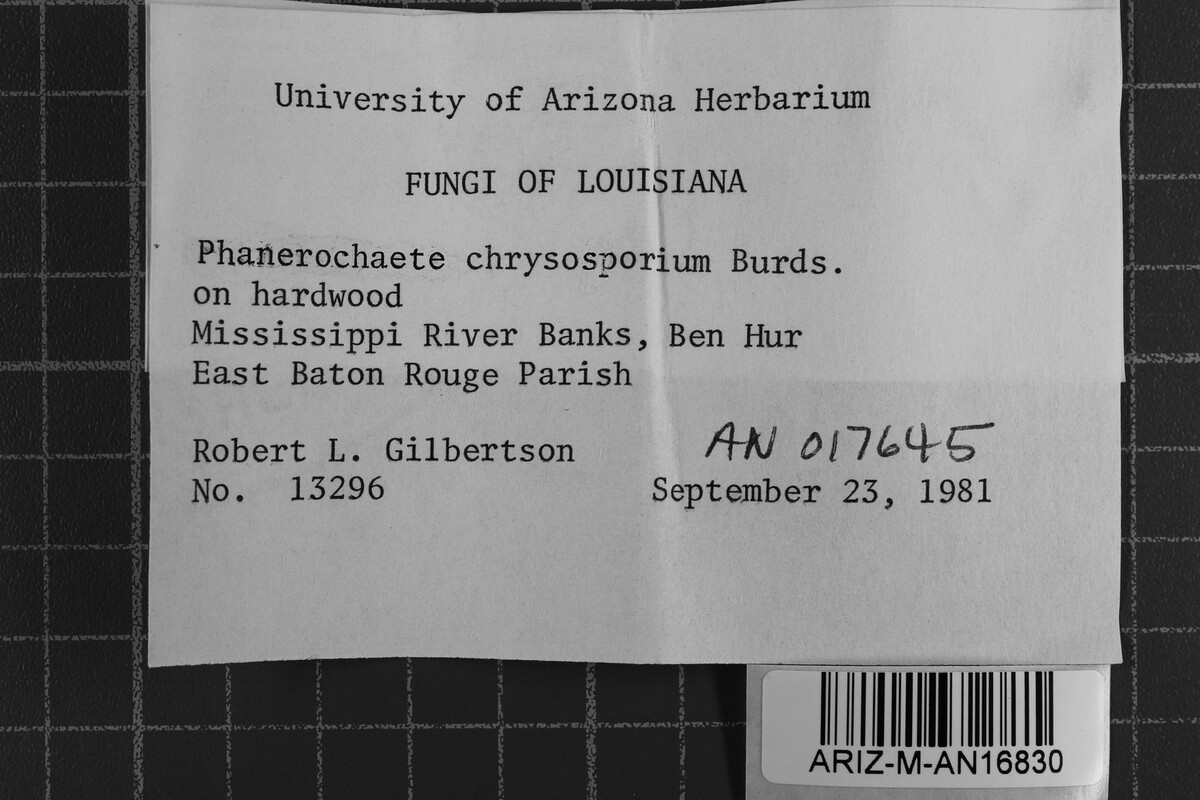 University of Arizona Herbarium
FUNGI OF LOUISIANA
Phanerochaete chrysosporium Burds.
on hardwood
Mississippi River Banks, Ben Hur
East Baton Rouge Parish
Robert L. Gilbertson AN 017645
No. 13296 September 23, 1981
ARIZ-M-AN16830